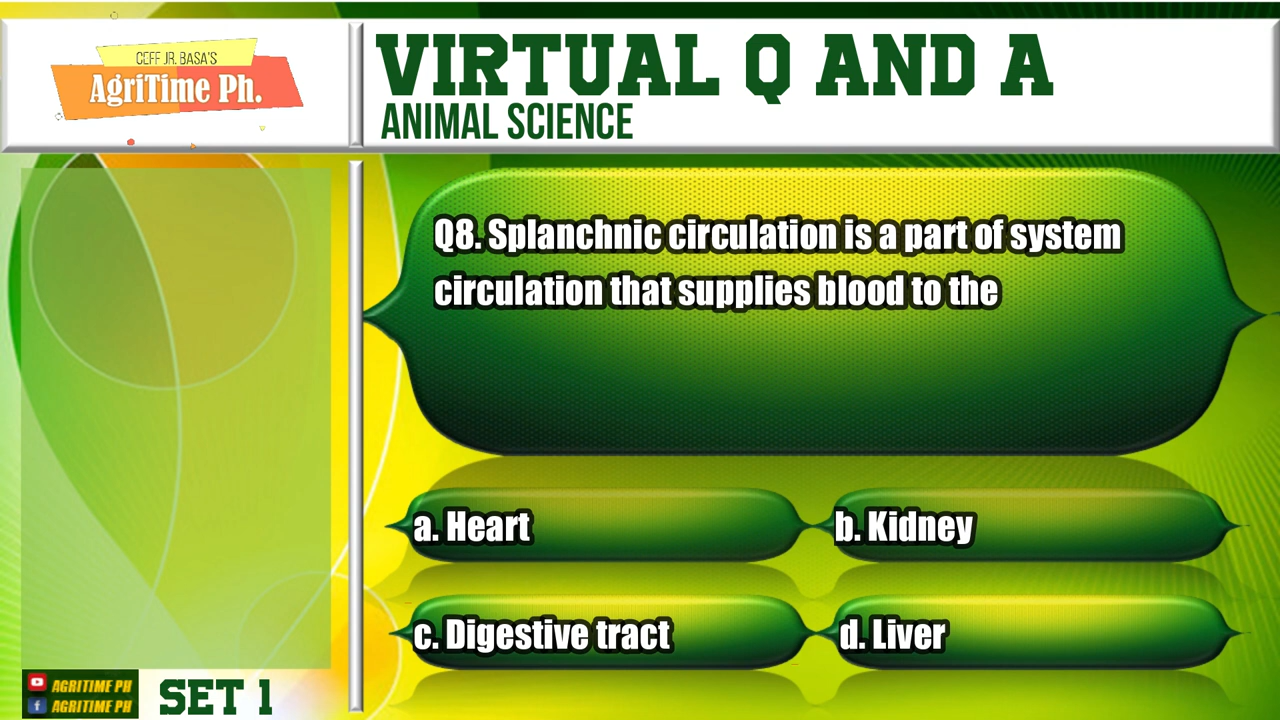 CEFF JR. BASA'S
AgriTime Ph.
VIRTUAL Q AND A
ANIMAL SCIENCE
Q8. Splanchnic circulation is a part of system
circulation that supplies blood to the
a. Heart
b. Kidney
c. Digestive tract
d. Liver
AGRITIME PH
AGRITIME PH
SET 1